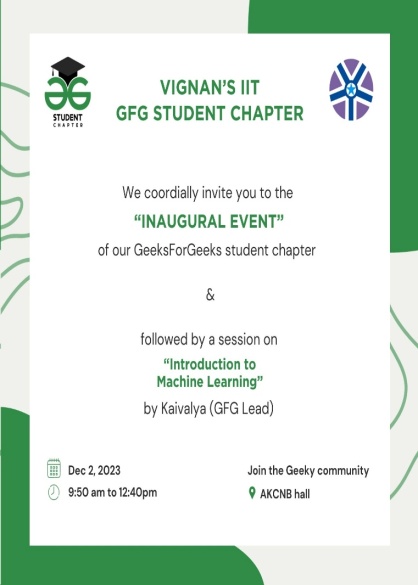 STUDENT
CHAPTER
VIGNAN'S IIT
GFG STUDENT CHAPTER
We coordially invite you to the
"INAUGURAL EVENT"
of our GeeksForGeeks student chapter
&
followed by a session on
"Introduction to
Machine Learning"
by Kaivalya (GFG Lead)
Dec 2, 2023
9:50 am to 12:40pm
Join the Geeky community
AKCNB hall